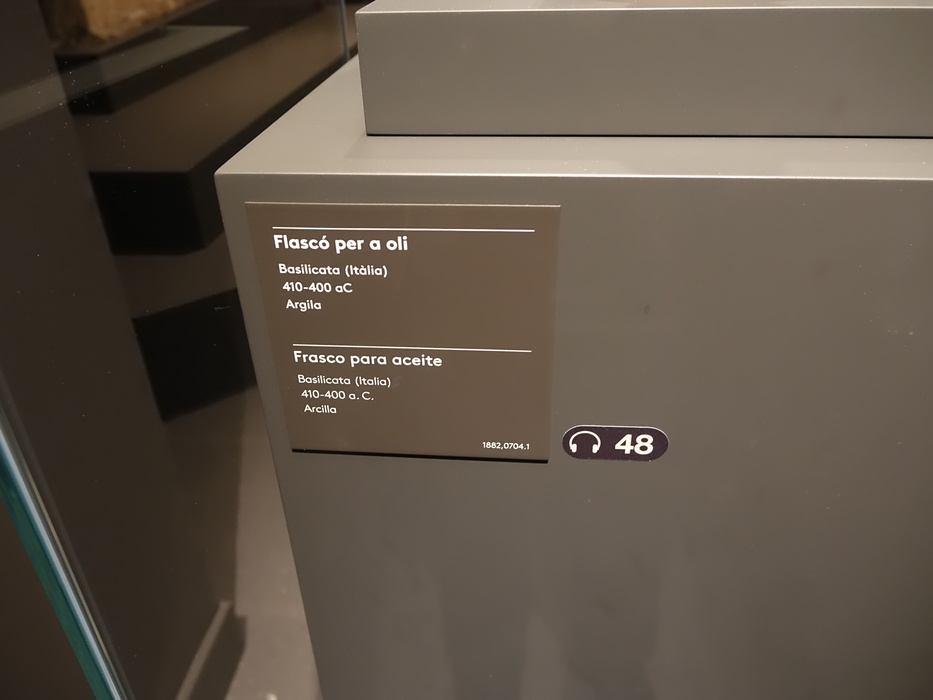 Flascó per a oli
Basilicata (Itàlia)
410-400 aC
Argila
Frasco para aceite
Basilicata (Italia)
410-400 a. C.
Arcilla
1882,0704.1
48